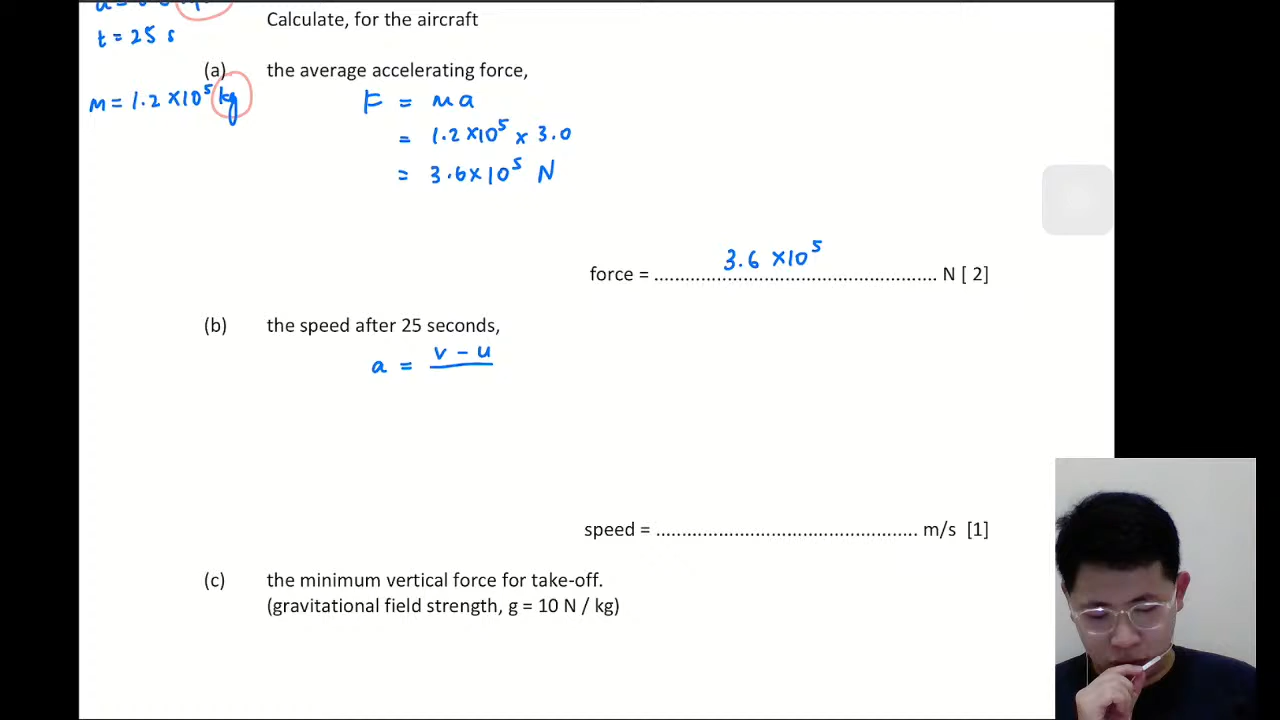 Calculate, for the aircraft
t = 25 s
(a) the average accelerating force,
m = 1.2 ×10⁵ kg
F = ma
= 1.2 ×10⁵ × 3.0
= 3.6×10⁵ N
3.6 ×10⁵
force = ...................................................... N [ 2]
(b) the speed after 25 seconds,
a = v - u
speed = .................................................. m/s [1]
(c) the minimum vertical force for take-off.
(gravitational field strength, g = 10 N / kg)